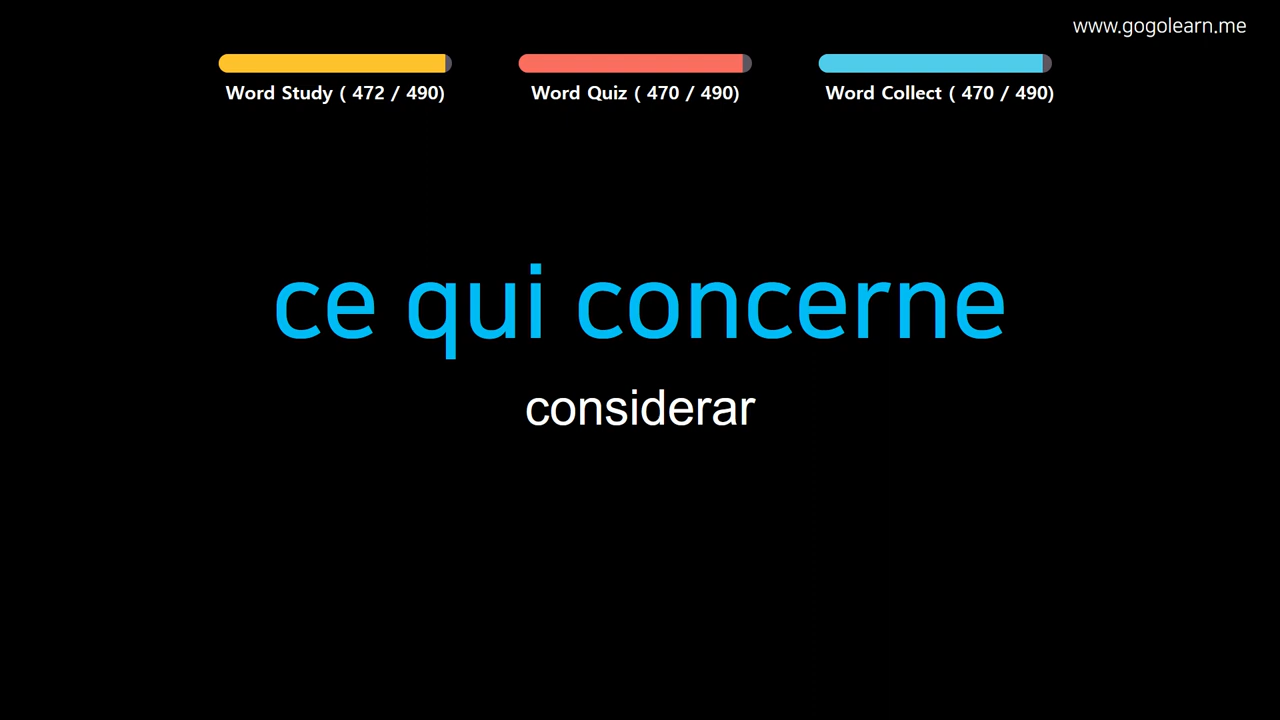 www.gogolearn.me
Word Study ( 472 / 490)
Word Quiz ( 470 / 490)
Word Collect ( 470 / 490)
ce qui concerne
considerar